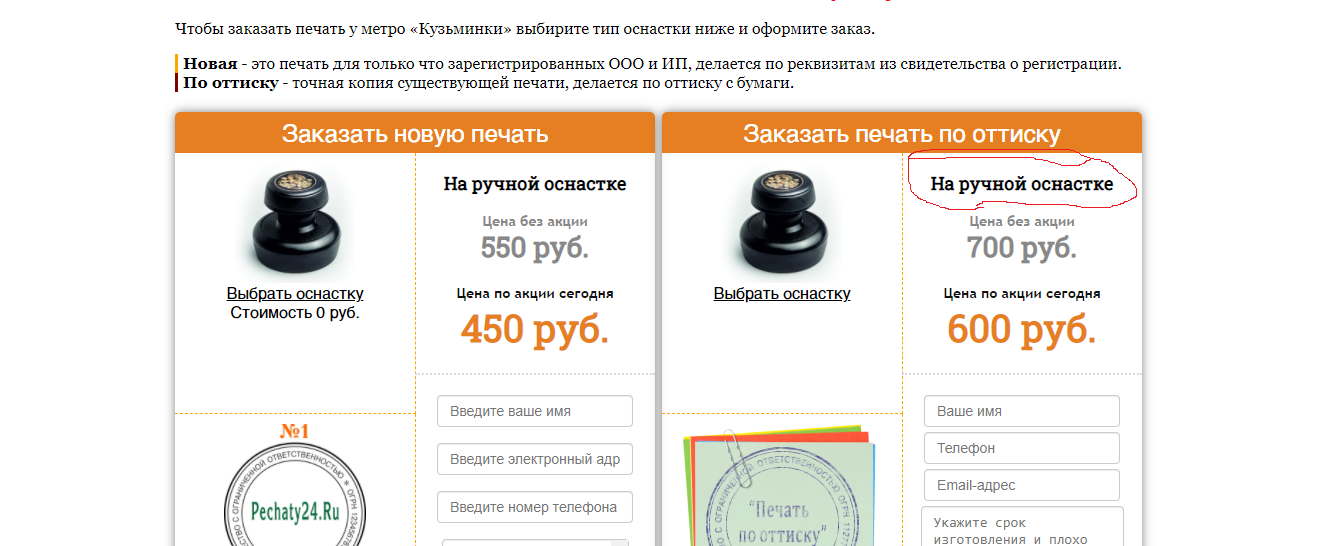 Чтобы заказать печать у метро «Кузьминки» выбирите тип оснастки ниже и оформите заказ.
Новая - это печать для только что зарегистрированных ООО и ИП, делается по реквизитам из свидетельства о регистрации.
По оттиску - точная копия существующей печати, делается по оттиску с бумаги.
Заказать новую печать
На ручной оснастке
Цена без акции
550 руб.
Выбрать оснастку
Стоимость 0 руб.
Цена по акции сегодня
450 руб.
№1
С ОГРАНИЧЕННОЙ ОТВЕТСТВЕННОСТЬЮ * ОГРН 12345678
Pechaty24.Ru
Введите ваше имя
Введите электронный адр
Введите номер телефона
Заказать печать по оттиску
На ручной оснастке
Цена без акции
700 руб.
Выбрать оснастку
Цена по акции сегодня
600 руб.
С ОГРАНИЧЕННОЙ ОТВЕТСТВЕННОСТЬЮ ОГРН 1127
"Печать
по оттиску"
Ваше имя
Телефон
Email-адрес
Укажите срок
изготовления и плохо